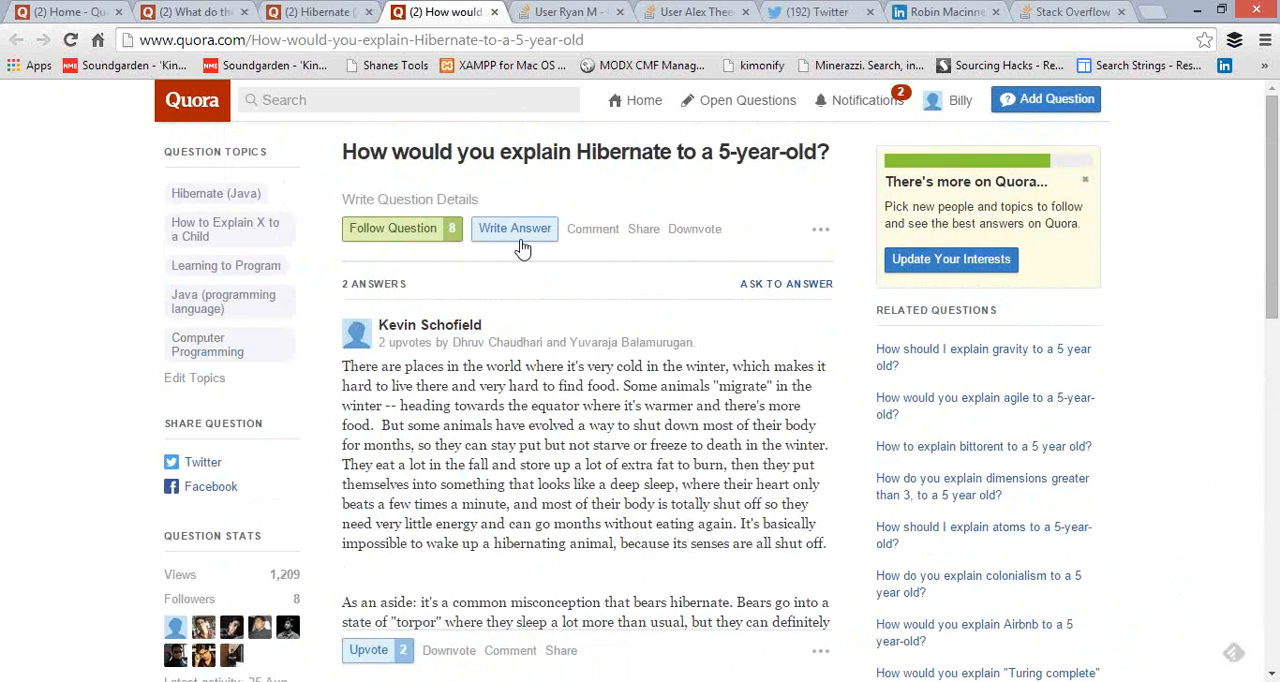 (2) Home - Quora
(2) What do the
(2) Hibernate (
(2) How would
User Ryan M -
User Alex Thee
(192) Twitter
Robin Macinne
Stack Overflow
www.quora.com/How-would-you-explain-Hibernate-to-a-5-year-old
Apps
Soundgarden - 'Kin...
Soundgarden - 'Kin...
Shanes Tools
XAMPP for Mac OS ...
MODX CMF Manag...
kimonify
Minerazzi. Search, in...
Sourcing Hacks - Re...
Search Strings - Res...
»
Quora
Search
Home
Open Questions
Notifications
2
Billy
Add Question
QUESTION TOPICS
Hibernate (Java)
How to Explain X to
a Child
Learning to Program
Java (programming
language)
Computer
Programming
Edit Topics
SHARE QUESTION
Twitter
Facebook
QUESTION STATS
Views 1,209
Followers 8
Latest activity: 25 Aug
How would you explain Hibernate to a 5-year-old?
Write Question Details
Follow Question 8
Write Answer
Comment Share Downvote
2 ANSWERS
ASK TO ANSWER
Kevin Schofield
2 upvotes by Dhruv Chaudhari and Yuvaraja Balamurugan.
There are places in the world where it's very cold in the winter, which makes it
hard to live there and very hard to find food. Some animals "migrate" in the
winter -- heading towards the equator where it's warmer and there's more
food.  But some animals have evolved a way to shut down most of their body
for months, so they can stay put but not starve or freeze to death in the winter.
They eat a lot in the fall and store up a lot of extra fat to burn, then they put
themselves into something that looks like a deep sleep, where their heart only
beats a few times a minute, and most of their body is totally shut off so they
need very little energy and can go months without eating again. It's basically
impossible to wake up a hibernating animal, because its senses are all shut off.
As an aside: it's a common misconception that bears hibernate. Bears go into a
state of "torpor" where they sleep a lot more than usual, but they can definitely
Upvote 2
Downvote Comment Share
There's more on Quora...
Pick new people and topics to follow
and see the best answers on Quora.
Update Your Interests
RELATED QUESTIONS
How should I explain gravity to a 5 year
old?
How would you explain agile to a 5-year-
old?
How to explain bittorent to a 5 year old?
How do you explain dimensions greater
than 3, to a 5 year old?
How should I explain atoms to a 5-year-
old?
How do you explain colonialism to a 5
year old?
How would you explain Airbnb to a 5
year-old?
How would you explain "Turing complete"